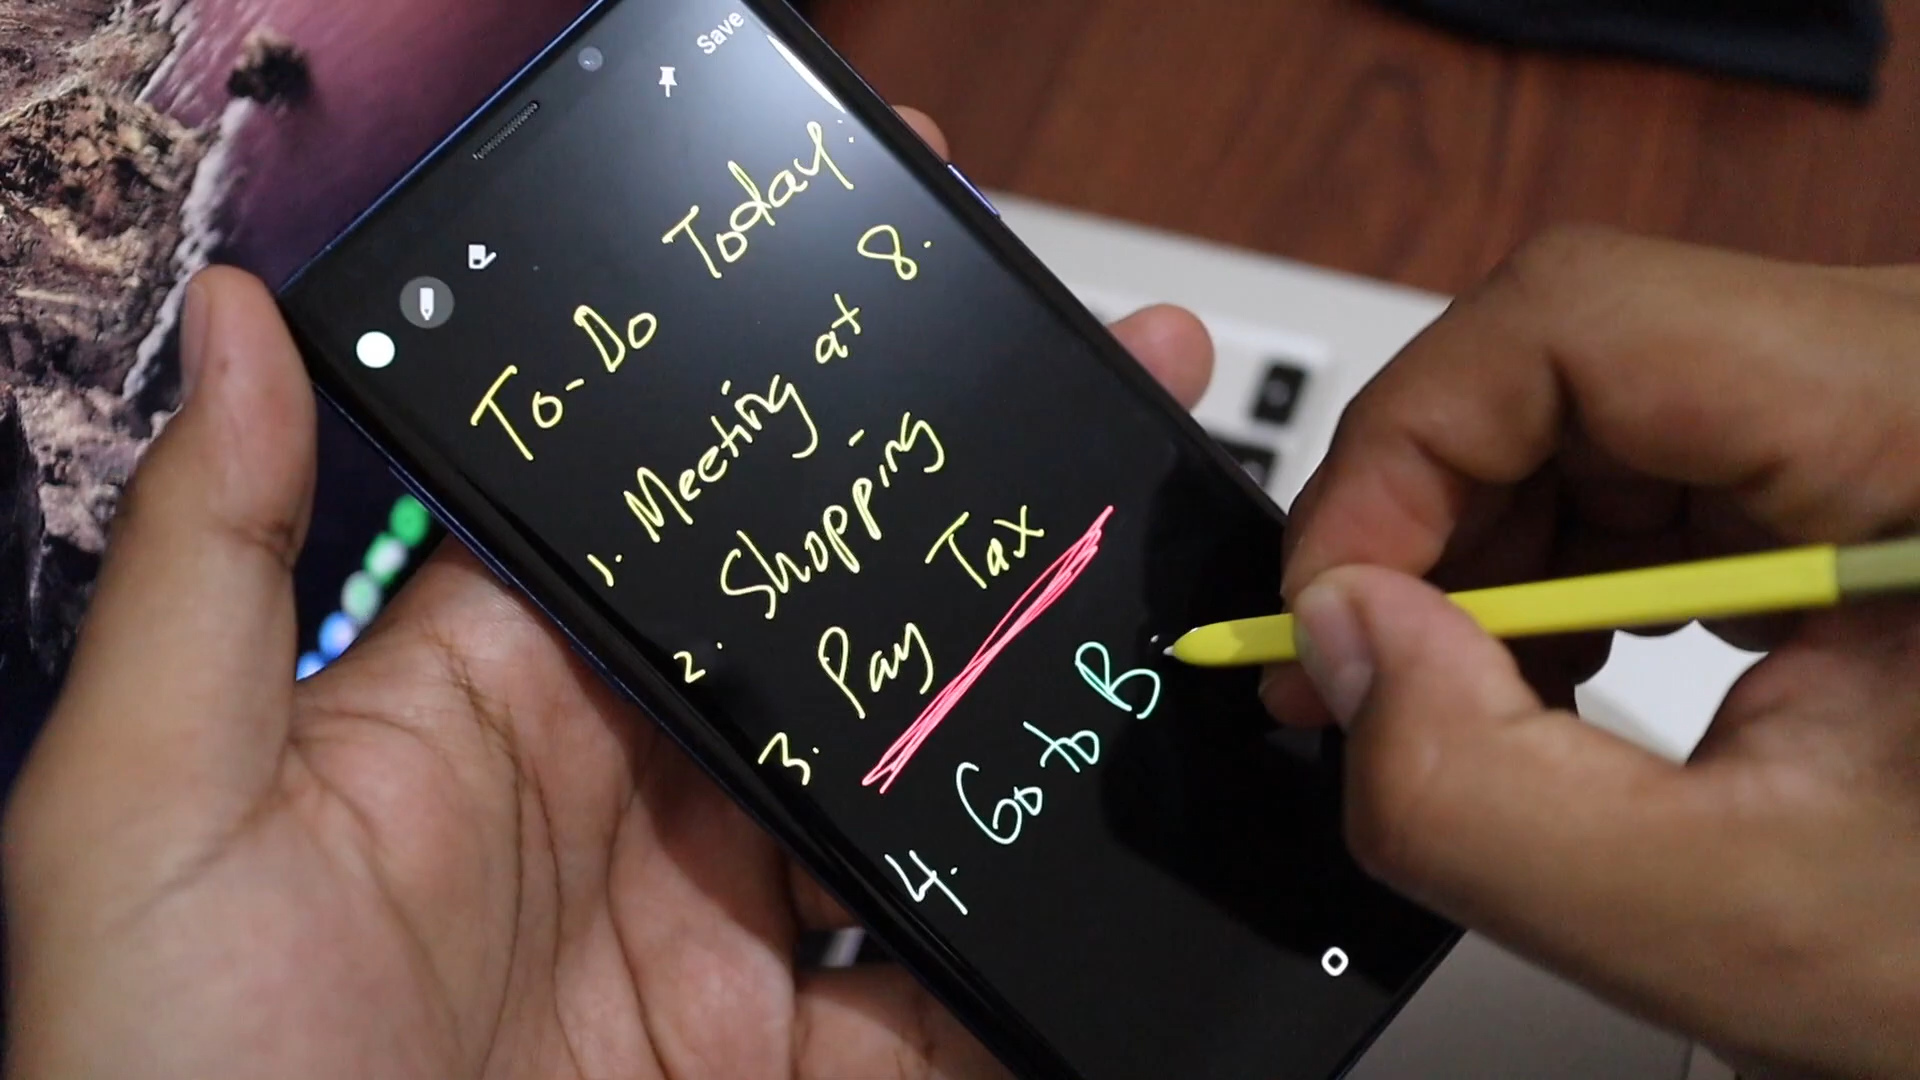 Save
To-Do Today:
1. Meeting at 8.
2. Shopping
3. Pay Tax
4. Go to B